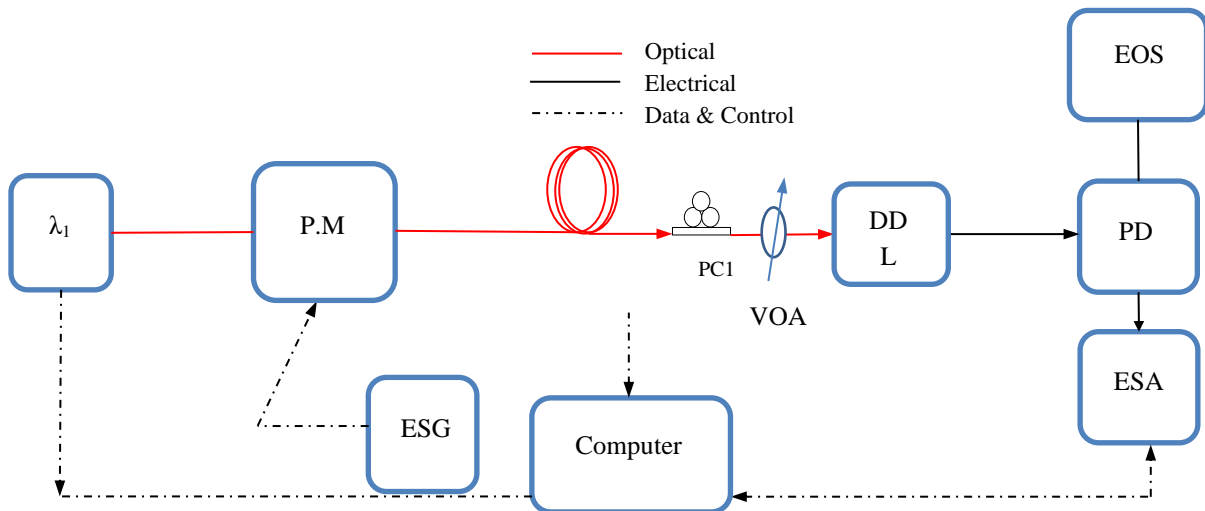 Optical
Electrical
Data & Control
EOS
λ1
P.M
PC1
VOA
DD
L
PD
ESG
Computer
ESA